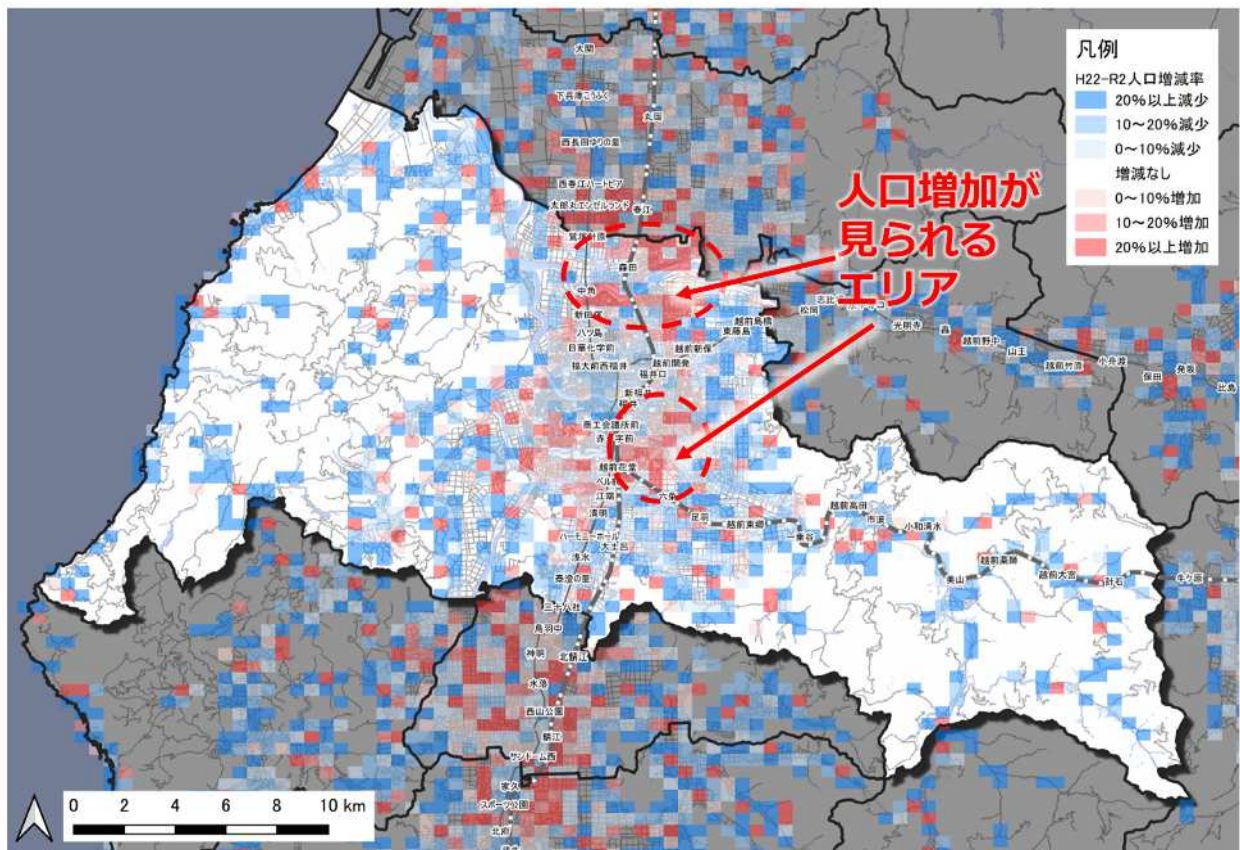 凡例
H22-R2人口増減率
20%以上減少
10~20%減少
0~10%減少
増減なし
0~10%増加
10~20%増加
20%以上増加
人口増加が
見られる
エリア
大関
下兵庫こうふく
丸岡
西長田ゆりの里
西春江ハートピア
太郎丸エンゼルランド
春江
鷲塚針原
森田
中角
新田塚
八ツ島
日華化学前
福大前西福井
越前島橋
東藤島
越前新保
越前開発
福井口
新福井
福井
商工会議所前
越前花堂
江端
清明
ハーモニーホール
大土呂
浅水
泰澄の里
三十八社
鳥羽中
北鯖江
神明
水落
西山公園
鯖江
サンドーム西
家久
スポーツ公園
北府
六条
足羽
越前東郷
一乗谷
越前高田
市波
小和清水
美山
越前薬師
越前大宮
計石
牛ケ原
松岡
志比
光明寺
轟
越前野中
山王
越前竹原
小舟渡
保田
発坂
比島
0 2 4 6 8 10 km